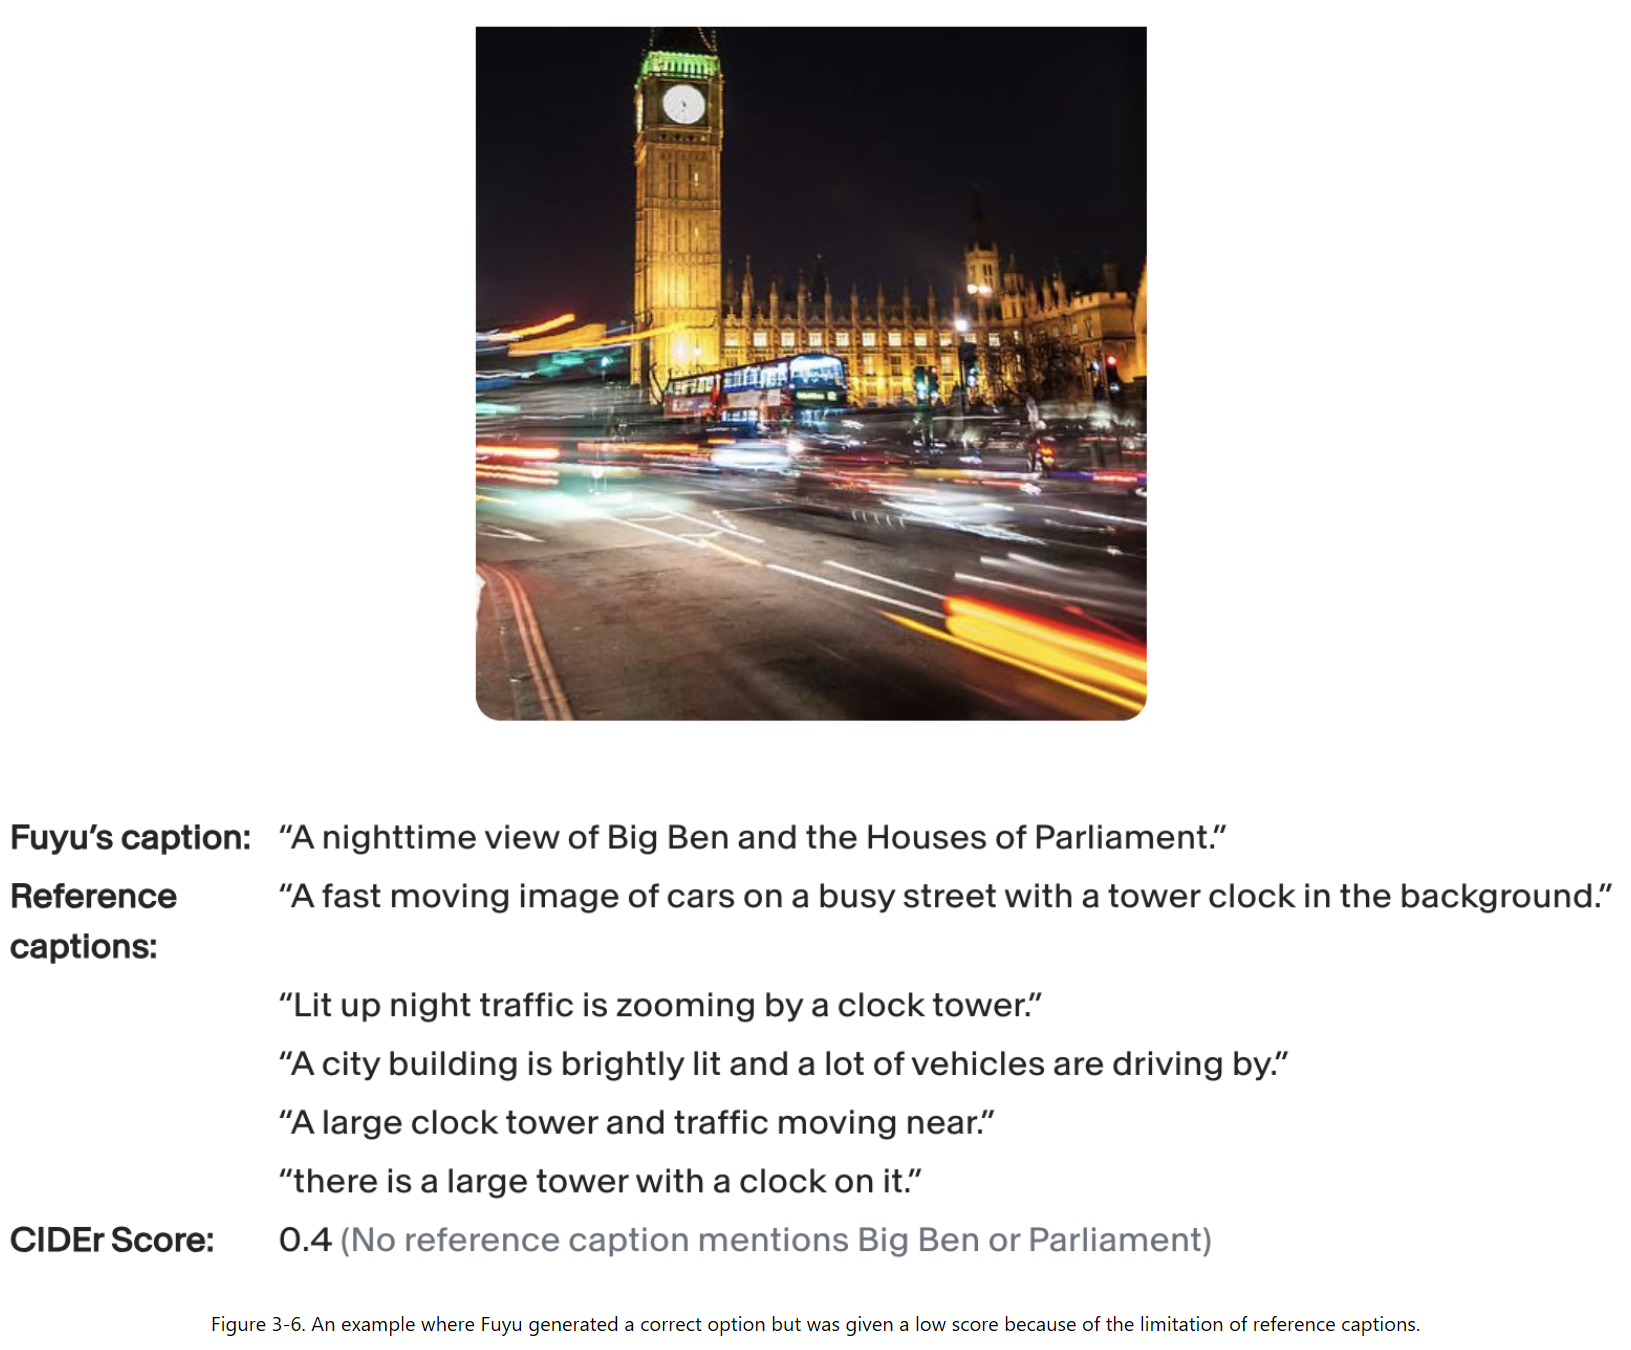 Fuyu's caption: “A nighttime view of Big Ben and the Houses of Parliament.”
Reference captions: “A fast moving image of cars on a busy street with a tower clock in the background.”
“Lit up night traffic is zooming by a clock tower.”
“A city building is brightly lit and a lot of vehicles are driving by.”
“A large clock tower and traffic moving near.”
“there is a large tower with a clock on it.”
CIDEr Score: 0.4 (No reference caption mentions Big Ben or Parliament)
Figure 3-6. An example where Fuyu generated a correct option but was given a low score because of the limitation of reference captions.